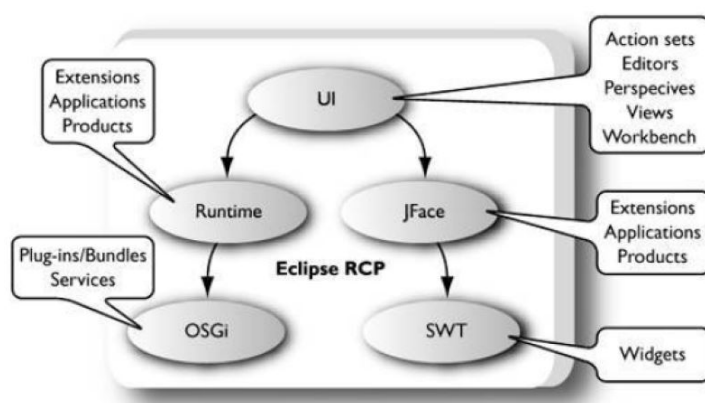 Action sets
Editors
Perspecives
Views
Workbench
Extensions
Applications
Products
UI
Runtime
JFace
Extensions
Applications
Products
Plug-ins/Bundles
Services
Eclipse RCP
OSGi
SWT
Widgets